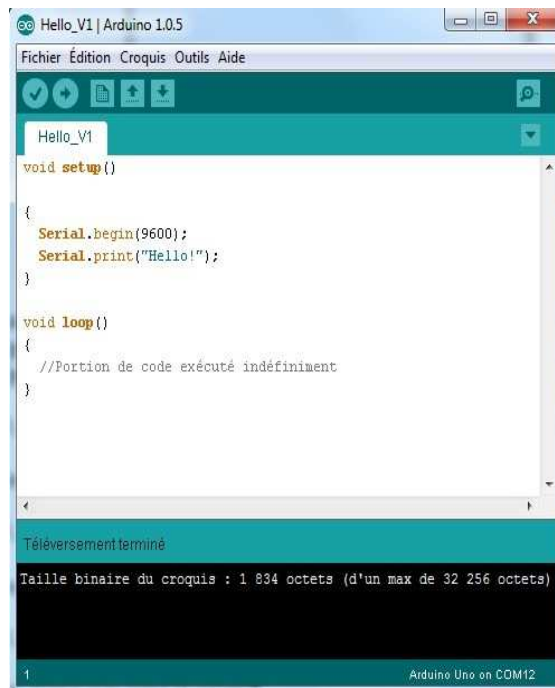 Hello_V1 | Arduino 1.0.5
Fichier Édition Croquis Outils Aide
Hello_V1
void setup()
{
Serial.begin(9600);
Serial.print("Hello!");
}
void loop()
{
//Portion de code exécuté indéfiniment
}
Téléversement terminé
Taille binaire du croquis : 1 834 octets (d'un max de 32 256 octets)
1 Arduino Uno on COM12